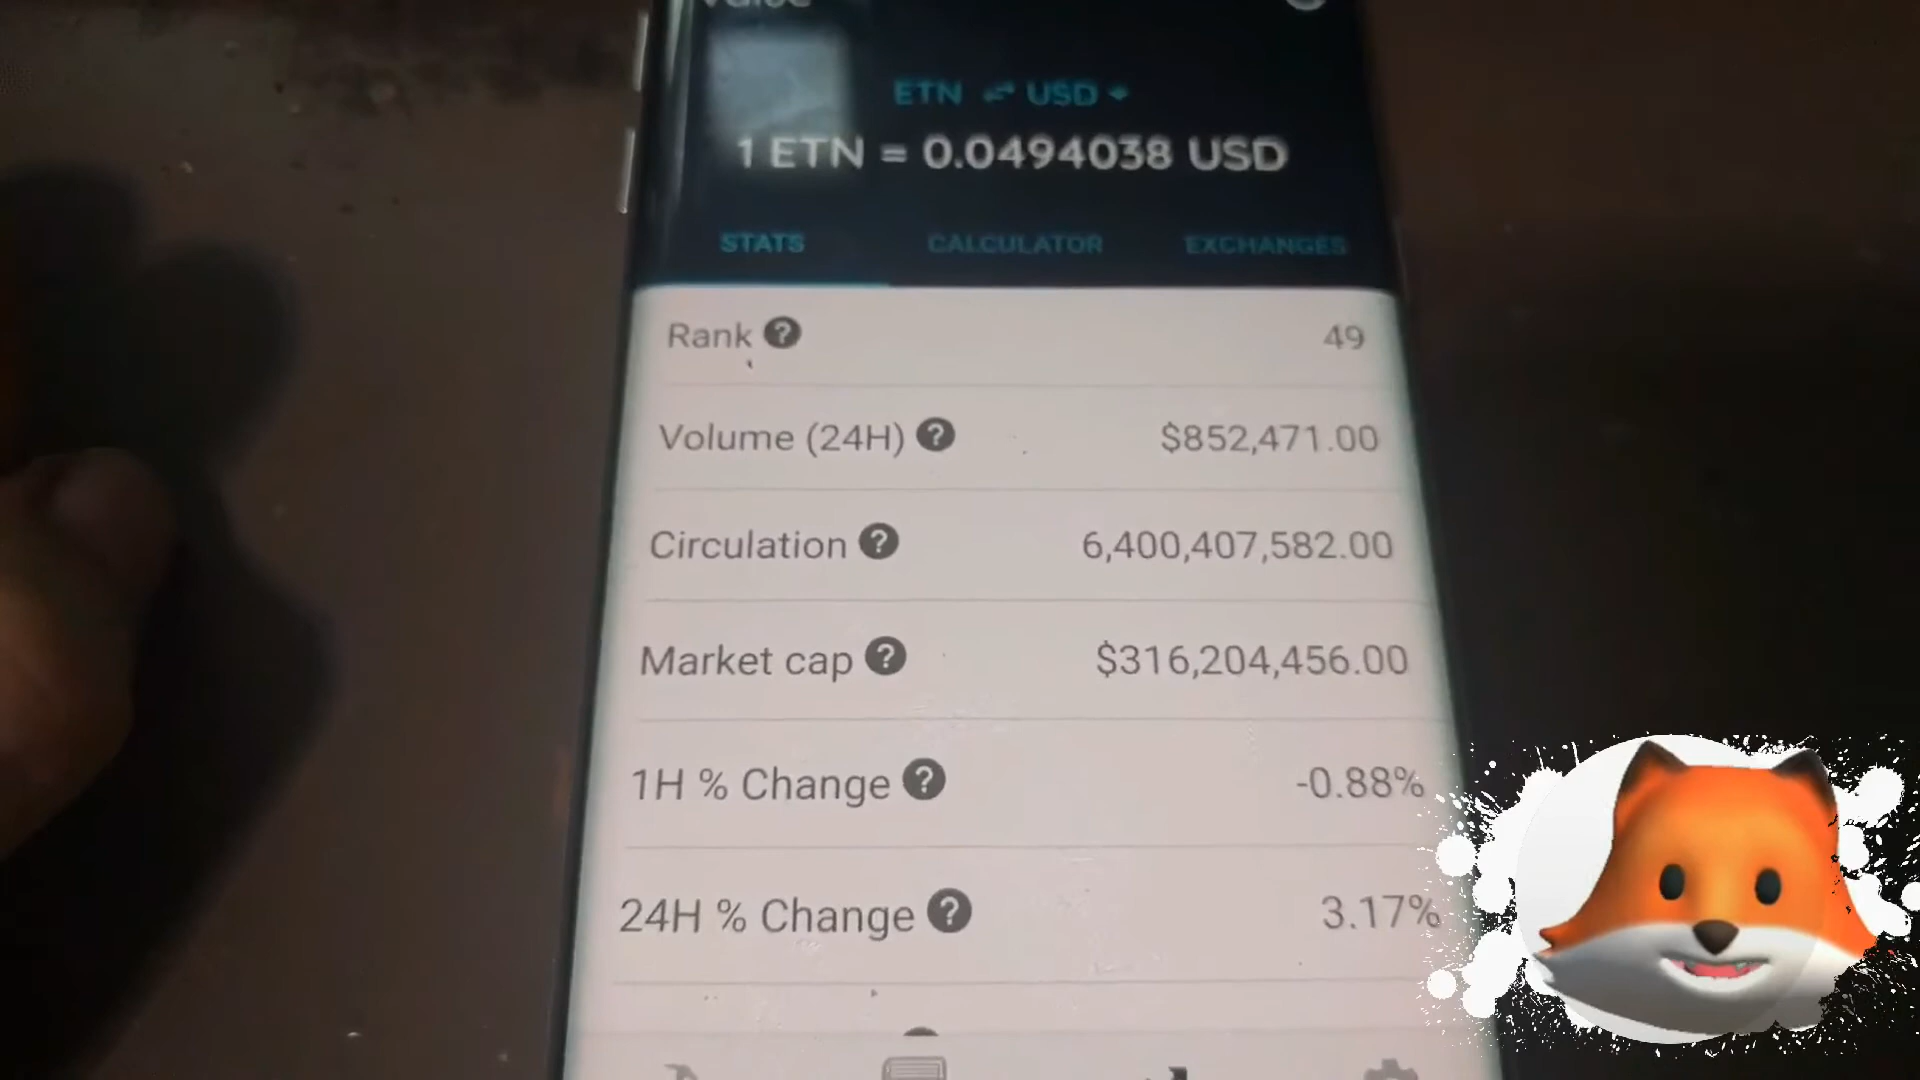 Value
ETN ⇌ USD
1 ETN = 0.0494038 USD
STATS CALCULATOR EXCHANGES
Rank ? 49
Volume (24H) ? $852,471.00
Circulation ? 6,400,407,582.00
Market cap ? $316,204,456.00
1H % Change ? -0.88%
24H % Change ? 3.17%